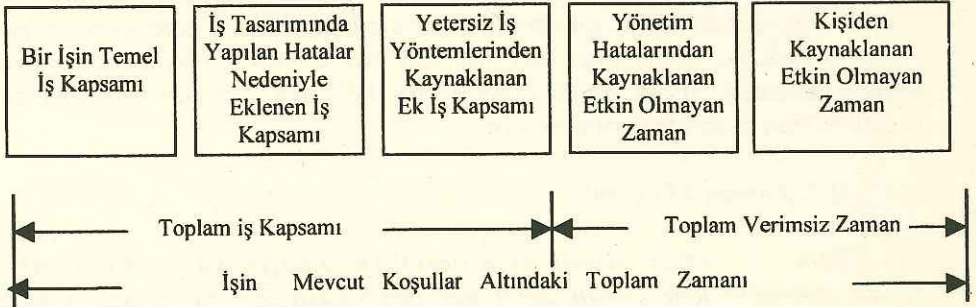 Bir İşin Temel
İş Kapsamı
İş Tasarımında
Yapılan Hatalar
Nedeniyle
Eklenen İş
Kapsamı
Yetersiz İş
Yöntemlerinden
Kaynaklanan
Ek İş Kapsamı
Yönetim
Hatalarından
Kaynaklanan
Etkin Olmayan
Zaman
Kişiden
Kaynaklanan
Etkin Olmayan
Zaman
Toplam iş Kapsamı
Toplam Verimsiz Zaman
İşin Mevcut Koşullar Altındaki Toplam Zamanı